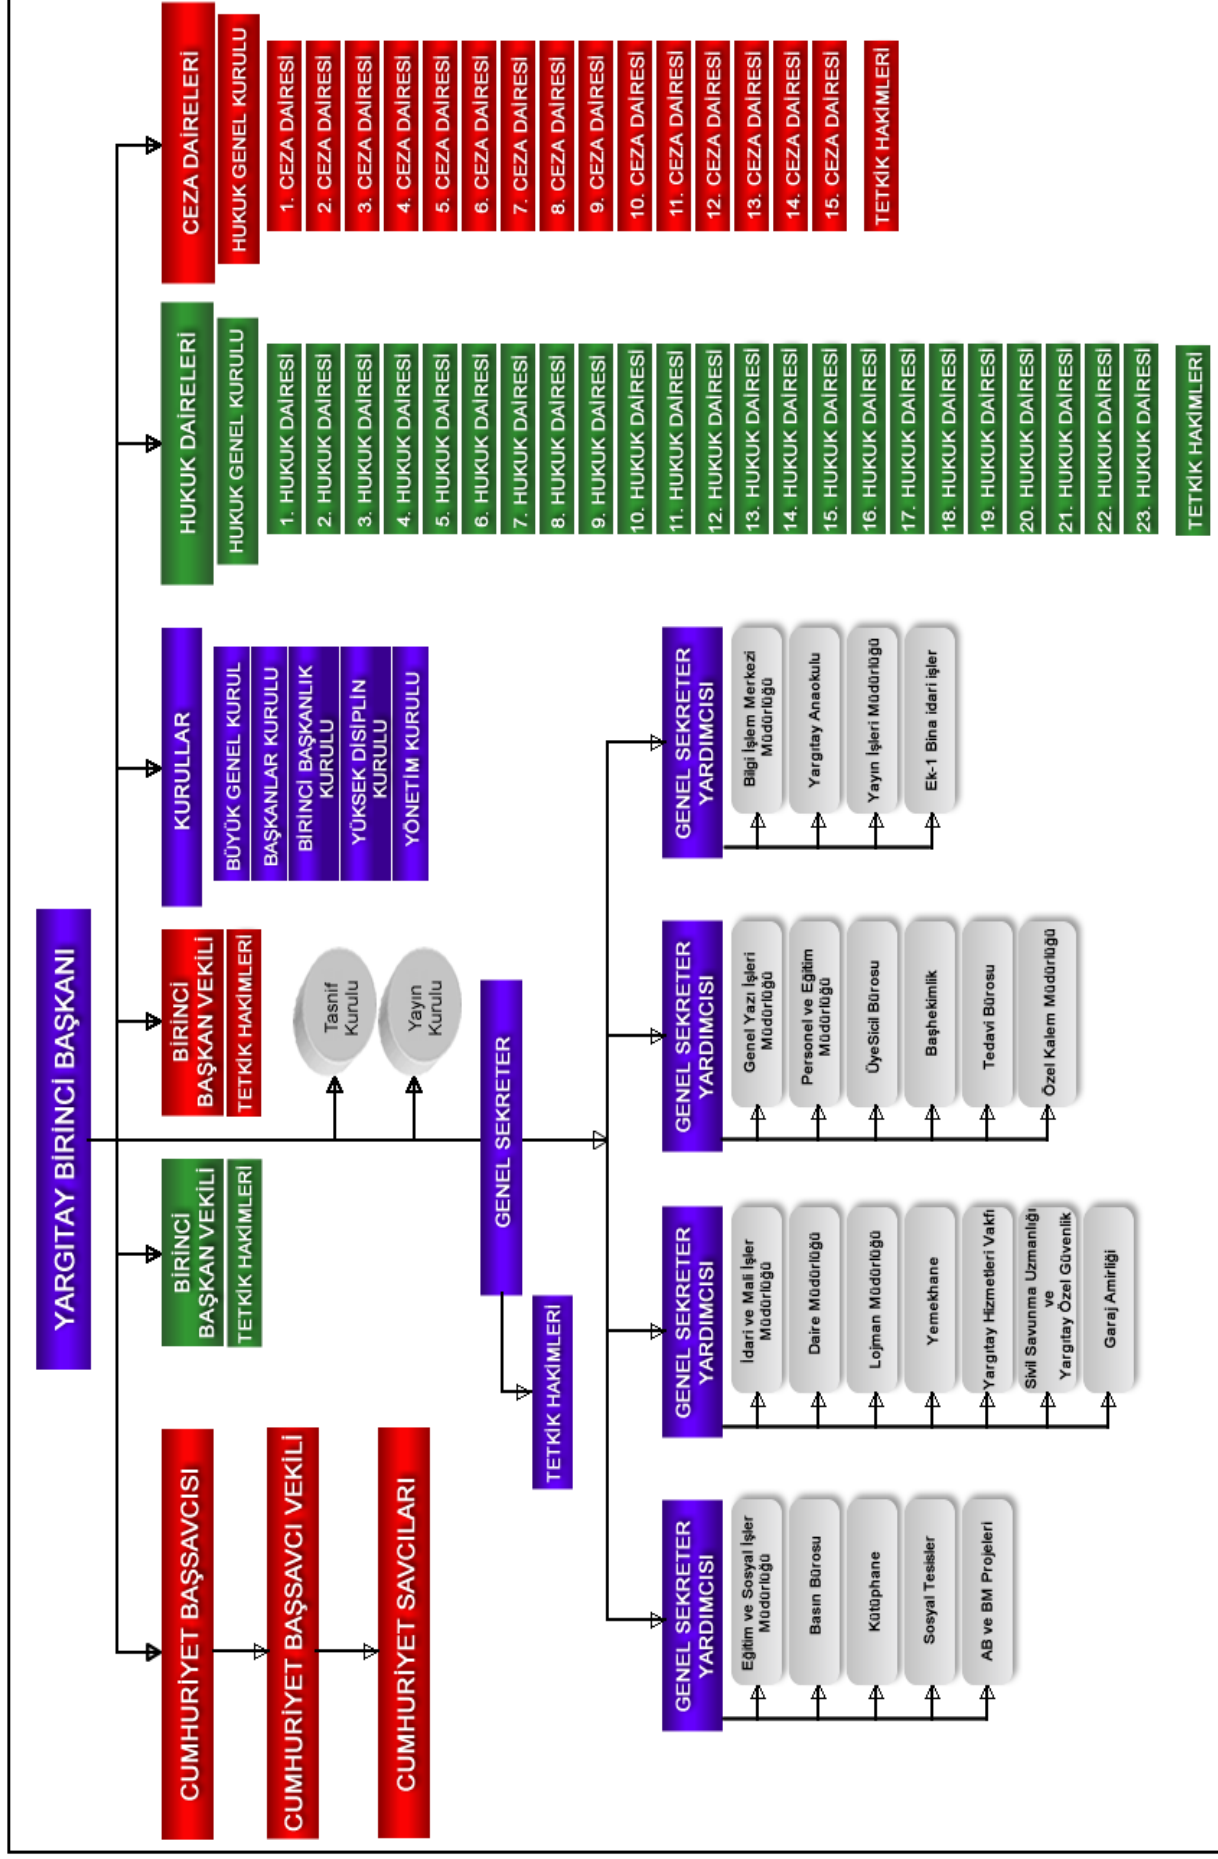 YARGITAY BİRİNCİ BAŞKANI
CUMHURİYET BAŞSAVCISI
CUMHURİYET BAŞSAVCI VEKİLİ
CUMHURİYET SAVCILARI
BİRİNCİ
BAŞKAN VEKİLİ
TETKİK HAKİMLERİ
BİRİNCİ
BAŞKAN VEKİLİ
TETKİK HAKİMLERİ
KURULLAR
BÜYÜK GENEL KURUL
BAŞKANLAR KURULU
BİRİNCİ BAŞKANLIK
KURULU
YÜKSEK DİSİPLİN
KURULU
YÖNETİM KURULU
HUKUK DAİRELERİ
HUKUK GENEL KURULU
1. HUKUK DAİRESİ
2. HUKUK DAİRESİ
3. HUKUK DAİRESİ
4. HUKUK DAİRESİ
5. HUKUK DAİRESİ
6. HUKUK DAİRESİ
7. HUKUK DAİRESİ
8. HUKUK DAİRESİ
9. HUKUK DAİRESİ
10. HUKUK DAİRESİ
11. HUKUK DAİRESİ
12. HUKUK DAİRESİ
13. HUKUK DAİRESİ
14. HUKUK DAİRESİ
15. HUKUK DAİRESİ
16. HUKUK DAİRESİ
17. HUKUK DAİRESİ
18. HUKUK DAİRESİ
19. HUKUK DAİRESİ
20. HUKUK DAİRESİ
21. HUKUK DAİRESİ
22. HUKUK DAİRESİ
23. HUKUK DAİRESİ
TETKİK HAKİMLERİ
CEZA DAİRELERİ
HUKUK GENEL KURULU
1. CEZA DAİRESİ
2. CEZA DAİRESİ
3. CEZA DAİRESİ
4. CEZA DAİRESİ
5. CEZA DAİRESİ
6. CEZA DAİRESİ
7. CEZA DAİRESİ
8. CEZA DAİRESİ
9. CEZA DAİRESİ
10. CEZA DAİRESİ
11. CEZA DAİRESİ
12. CEZA DAİRESİ
13. CEZA DAİRESİ
14. CEZA DAİRESİ
15. CEZA DAİRESİ
TETKİK HAKİMLERİ
Tasnif
Kurulu
Yayın
Kurulu
GENEL SEKRETER
TETKİK HAKİMLERİ
GENEL SEKRETER
YARDIMCISI
Eğitim ve Sosyal İşler
Müdürlüğü
Basın Bürosu
Kütüphane
Sosyal Tesisler
AB ve BM Projeleri
GENEL SEKRETER
YARDIMCISI
İdari ve Mali İşler
Müdürlüğü
Daire Müdürlüğü
Lojman Müdürlüğü
Yemekhane
Yargıtay Hizmetleri Vakfı
Sivil Savunma Uzmanlığı
ve
Yargıtay Özel Güvenlik
Garaj Amirliği
GENEL SEKRETER
YARDIMCISI
Genel Yazı İşleri
Müdürlüğü
Personel ve Eğitim
Müdürlüğü
ÜyeSicil Bürosu
Başhekimlik
Tedavi Bürosu
Özel Kalem Müdürlüğü
GENEL SEKRETER
YARDIMCISI
Bilgi İşlem Merkezi
Müdürlüğü
Yargıtay Anaokulu
Yayın İşleri Müdürlüğü
Ek-1 Bina idari işler